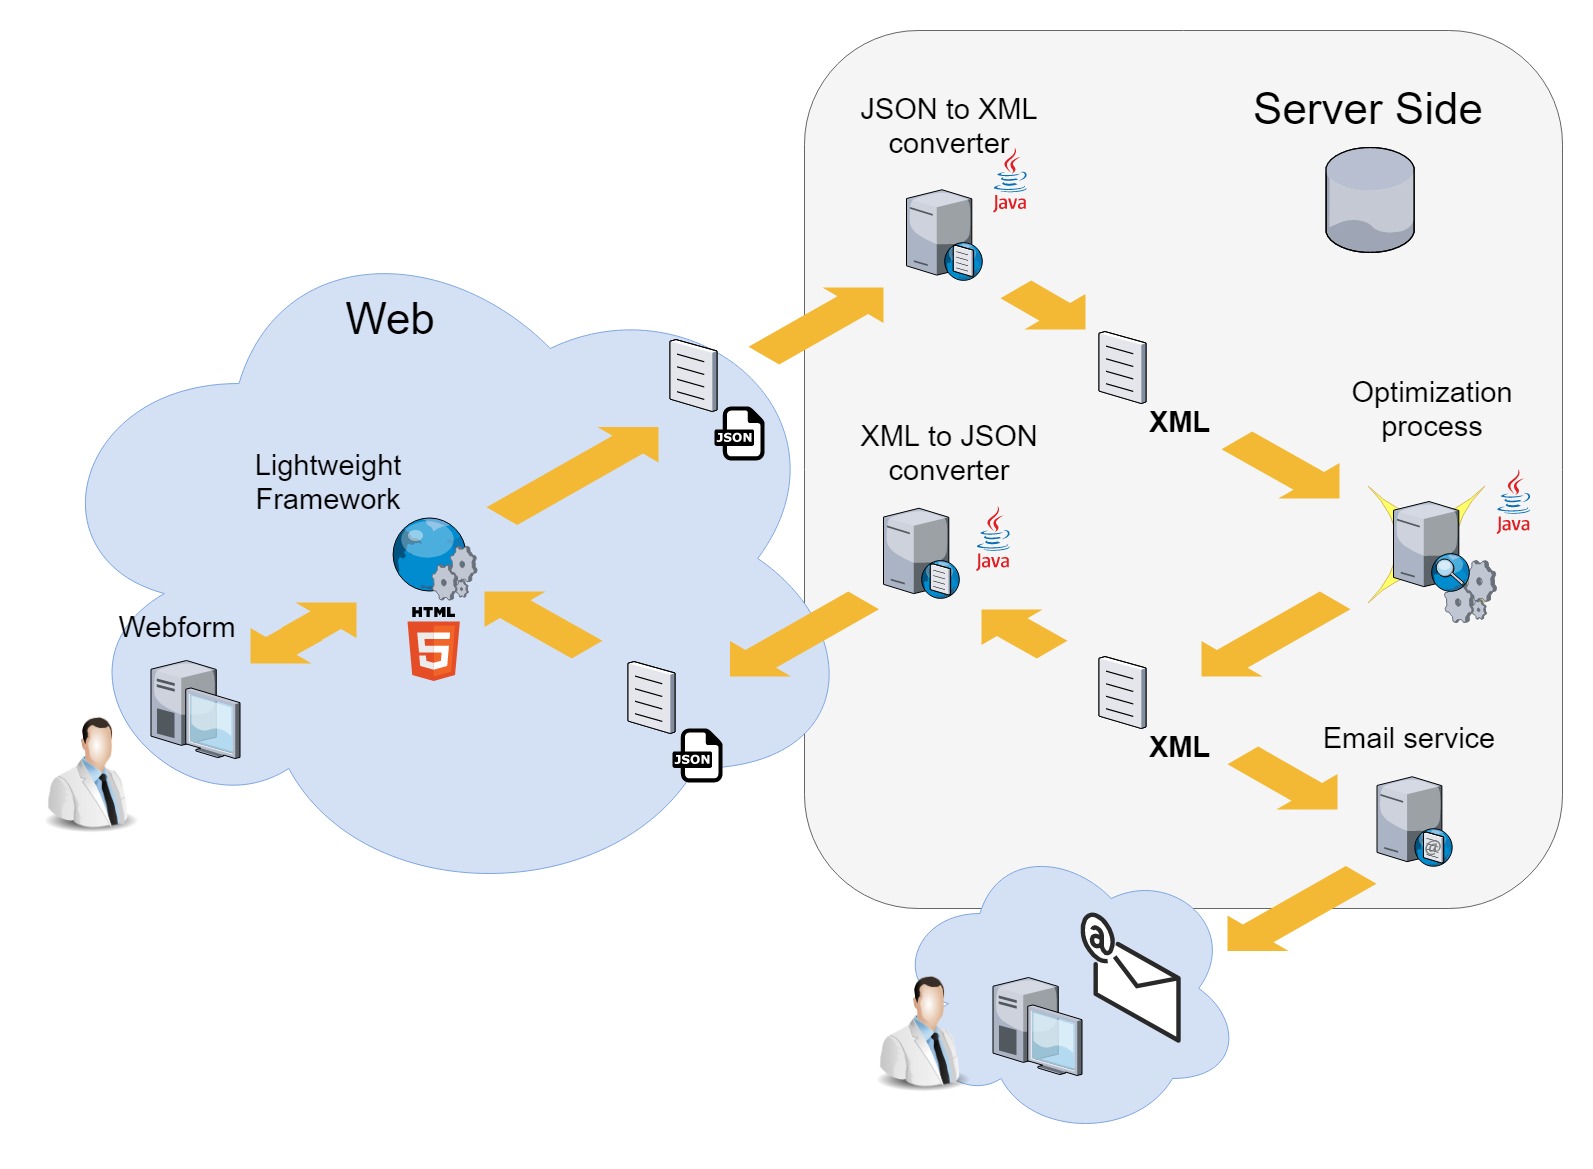 JSON to XML
converter
Java
Server Side
Web
JSON
XML
Optimization
process
Java
XML to JSON
converter
Java
Lightweight
Framework
HTML
5
Webform
JSON
XML
Email service
@
@